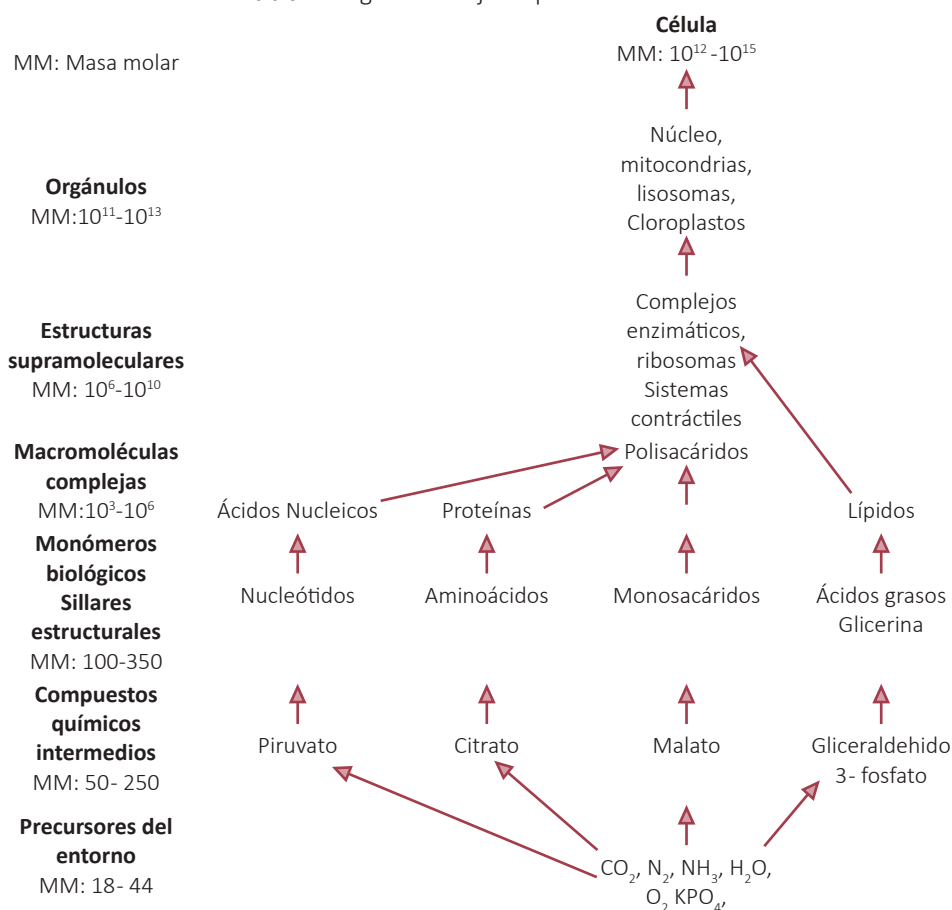 Célula
MM: 10¹² -10¹⁵
MM: Masa molar
Núcleo,
mitocondrias,
lisosomas,
Cloroplastos
Orgánulos
MM:10¹¹-10¹³
Complejos
enzimáticos,
ribosomas
Sistemas
contráctiles
Estructuras
supramoleculares
MM: 10⁶-10¹⁰
Macromoléculas
complejas
MM:10³-10⁶
Polisacáridos
Ácidos Nucleicos
Proteínas
Lípidos
Monómeros
biológicos
Sillares
estructurales
MM: 100-350
Nucleótidos
Aminoácidos
Monosacáridos
Ácidos grasos
Glicerina
Compuestos
químicos
intermedios
MM: 50- 250
Piruvato
Citrato
Malato
Gliceraldehido
3- fosfato
Precursores del
entorno
MM: 18- 44
CO₂, N₂, NH₃, H₂O,
O₂ KPO₄,